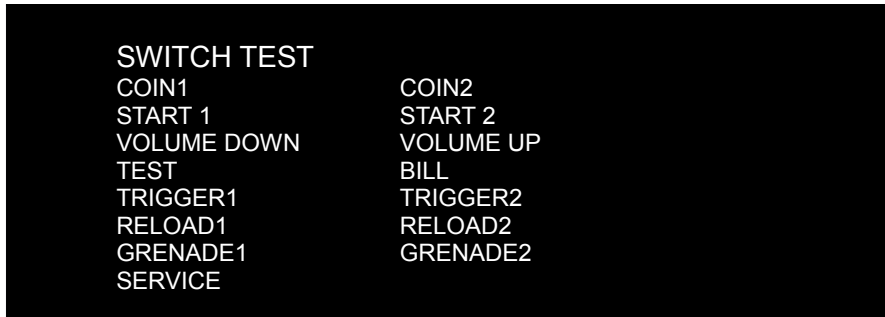 SWITCH TEST
COIN1 COIN2
START 1 START 2
VOLUME DOWN VOLUME UP
TEST BILL
TRIGGER1 TRIGGER2
RELOAD1 RELOAD2
GRENADE1 GRENADE2
SERVICE